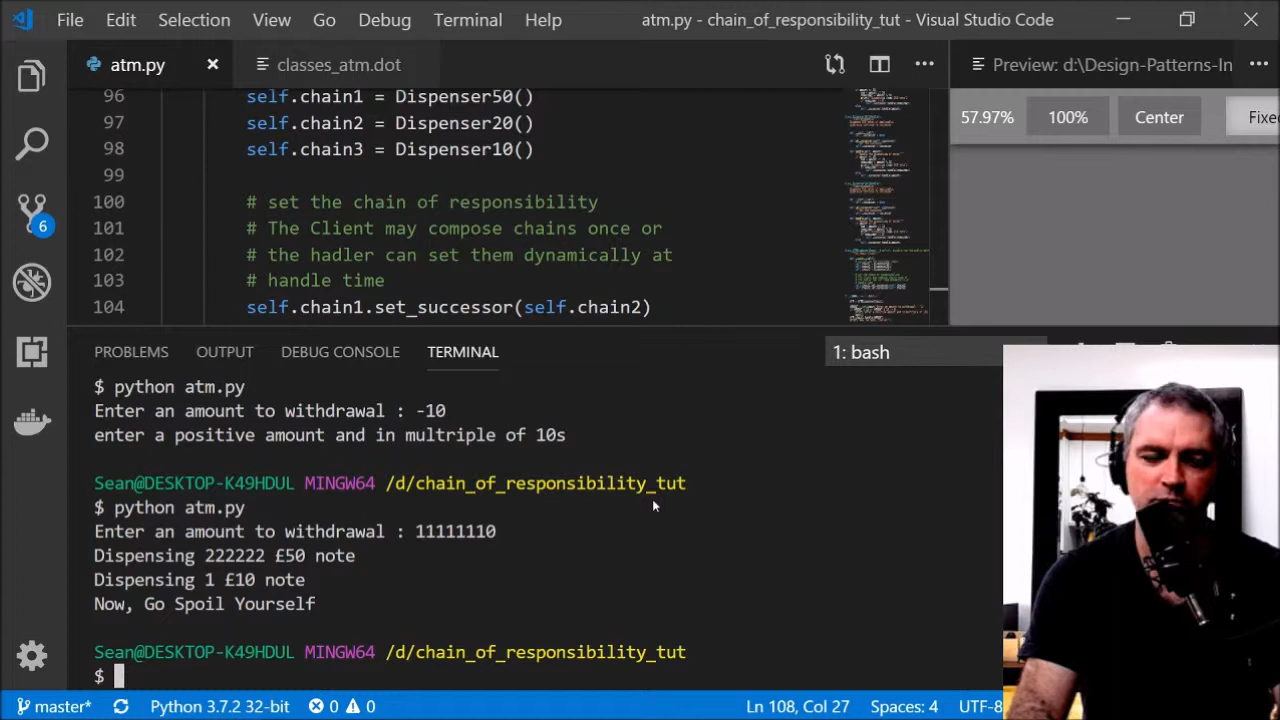 File Edit Selection View Go Debug Terminal Help atm.py - chain_of_responsibility_tut - Visual Studio Code
atm.py × classes_atm.dot Preview: d:\Design-Patterns-In
57.97% 100% Center Fixe
96 self.chain1 = Dispenser50()
97 self.chain2 = Dispenser20()
98 self.chain3 = Dispenser10()
99
100 # set the chain of responsibility
101 # The Client may compose chains once or
102 # the hadler can set them dynamically at
103 # handle time
104 self.chain1.set_successor(self.chain2)
6
PROBLEMS OUTPUT DEBUG CONSOLE TERMINAL 1: bash
$ python atm.py
Enter an amount to withdrawal : -10
enter a positive amount and in multriple of 10s
Sean@DESKTOP-K49HDUL MINGW64 /d/chain_of_responsibility_tut
$ python atm.py
Enter an amount to withdrawal : 11111110
Dispensing 222222 £50 note
Dispensing 1 £10 note
Now, Go Spoil Yourself
Sean@DESKTOP-K49HDUL MINGW64 /d/chain_of_responsibility_tut
$
master* Python 3.7.2 32-bit 0 0 Ln 108, Col 27 Spaces: 4 UTF-8